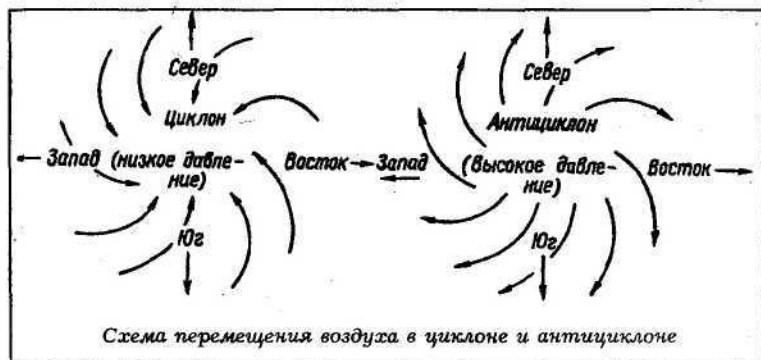 Север
Циклон
Запад (низкое давле-
ние)
Восток
Юг
Север
Антициклон
Запад
(высокое давле-
ние)
Восток
Юг
Схема перемещения воздуха в циклоне и антициклоне